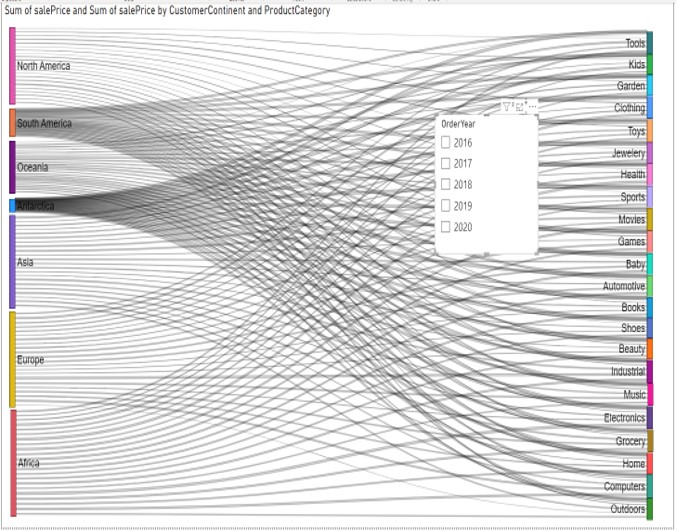 Sum of salePrice and Sum of salePrice by CustomerContinent and ProductCategory
North America
South America
Oceania
Antarctica
Asia
Europe
Africa
OrderYear
2016
2017
2018
2019
2020
Tools
Kids
Garden
Clothing
Toys
Jewelery
Health
Sports
Movies
Games
Baby
Automotive
Books
Shoes
Beauty
Industrial
Music
Electronics
Grocery
Home
Computers
Outdoors